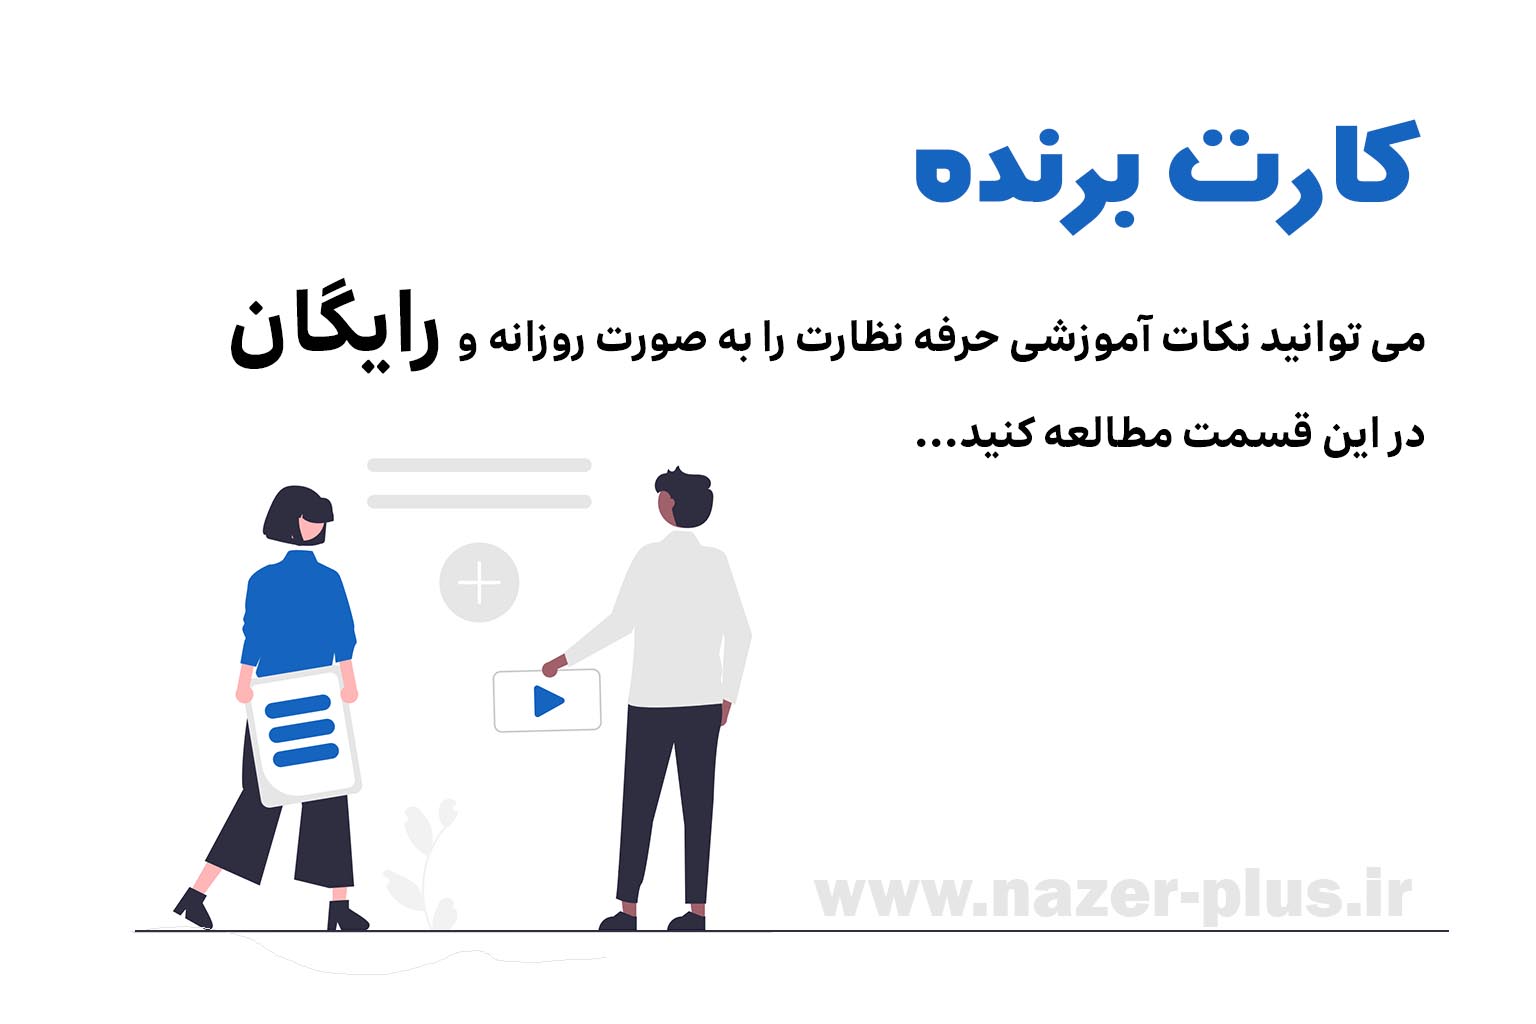 کارت برنده
می توانید نکات آموزشی حرفه نظارت را به صورت روزانه و رایگان
در این قسمت مطالعه کنید...
www.nazer-plus.ir